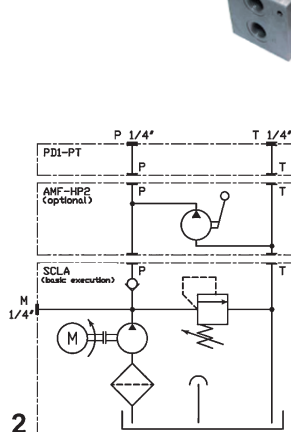 P 1/4" T 1/4"
PD1-PT
P T
AMF-HP2 P T
(optional)
SCLA P T
(basic execution)
M
1/4"
M
2